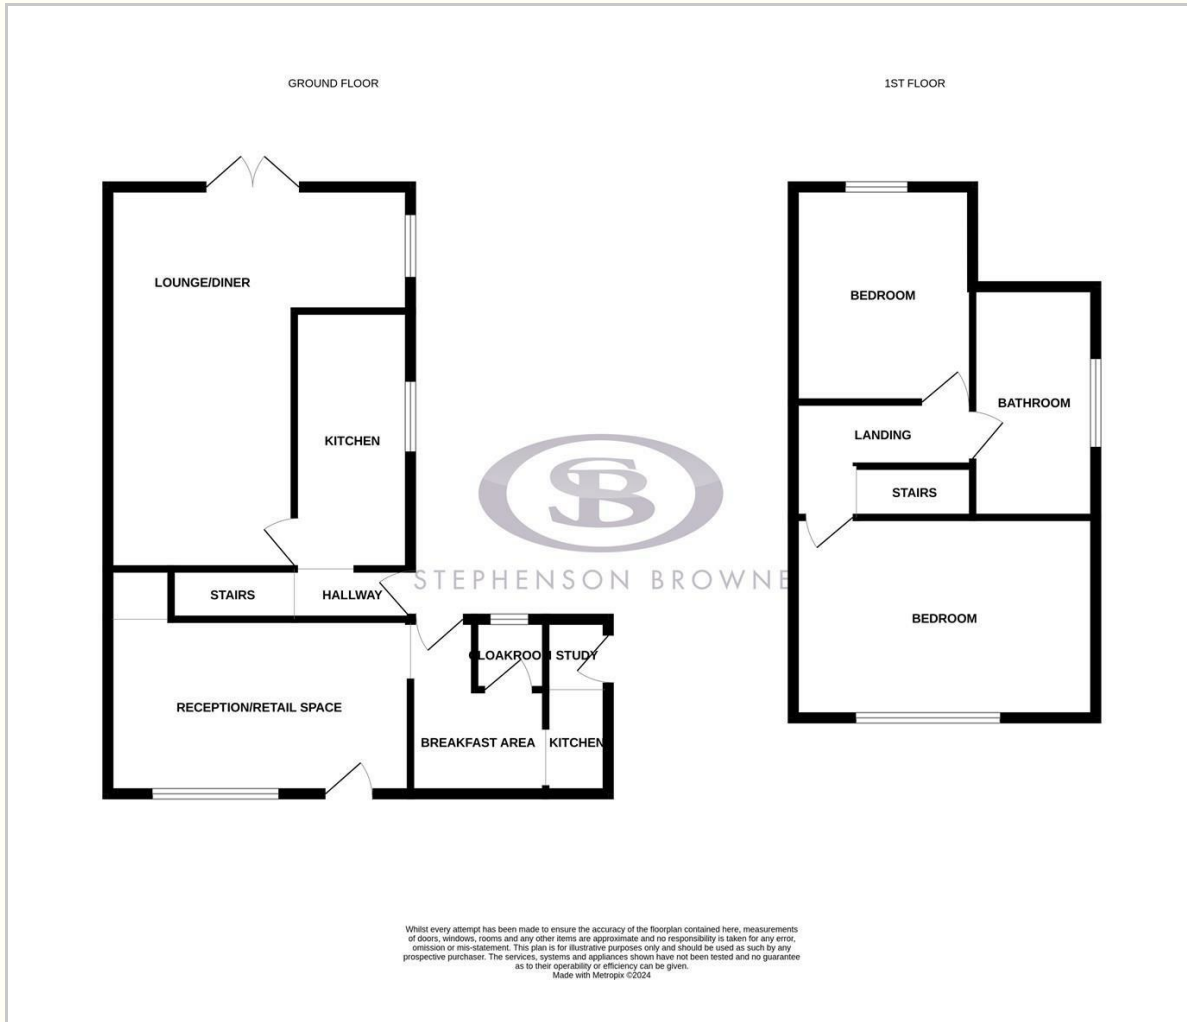 GROUND FLOOR
1ST FLOOR
LOUNGE/DINER
KITCHEN
STAIRS
HALLWAY
CLOAKROOM
STUDY
RECEPTION/RETAIL SPACE
BREAKFAST AREA
KITCHEN
BEDROOM
BATHROOM
LANDING
STAIRS
BEDROOM
SB
STEPHENSON BROWNE
Whilst every attempt has been made to ensure the accuracy of the floorplan contained here, measurements
of doors, windows, rooms and any other items are approximate and no responsibility is taken for any error,
omission or mis-statement. This plan is for illustrative purposes only and should be used as such by any
prospective purchaser. The services, systems and appliances shown have not been tested and no guarantee
as to their operability or efficiency can be given.
Made with Metropix ©2024